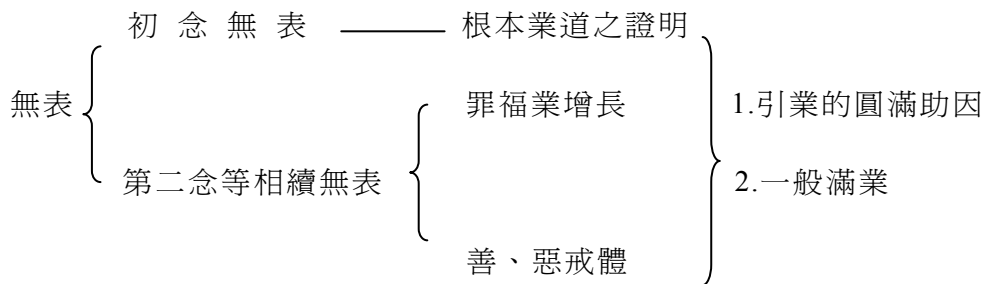 初念無表 根本業道之證明
無表 罪福業增長 1.引業的圓滿助因
第二念等相續無表 2.一般滿業
善、惡戒體